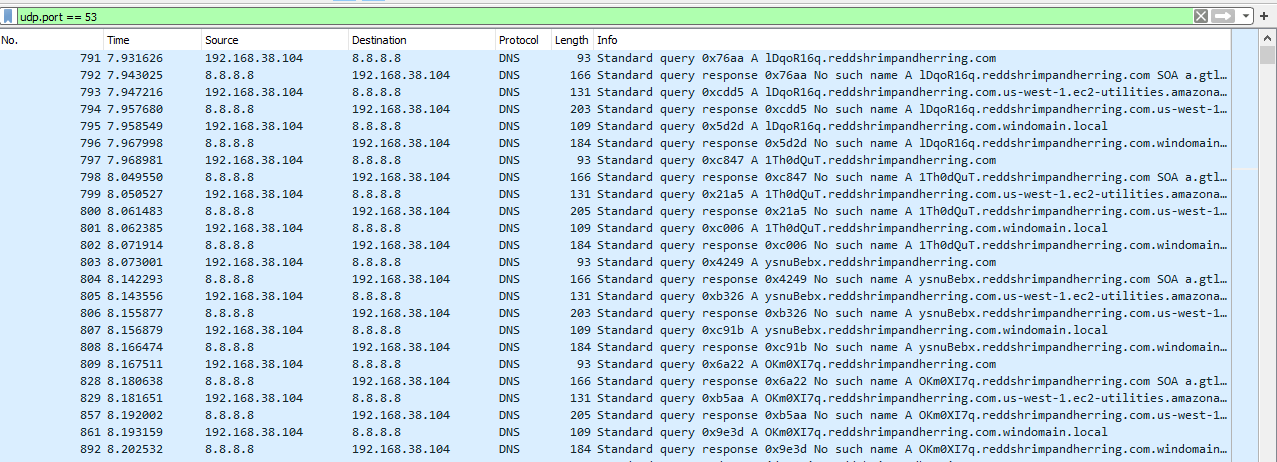 udp.port == 53
No. Time Source Destination Protocol Length Info
791 7.931626 192.168.38.104 8.8.8.8 DNS 93 Standard query 0x76aa A lDqoR16q.reddshrimpandherring.com
792 7.943025 8.8.8.8 192.168.38.104 DNS 166 Standard query response 0x76aa No such name A lDqoR16q.reddshrimpandherring.com SOA a.gtl…
793 7.947216 192.168.38.104 8.8.8.8 DNS 131 Standard query 0xcdd5 A lDqoR16q.reddshrimpandherring.com.us-west-1.ec2-utilities.amazona…
794 7.957680 8.8.8.8 192.168.38.104 DNS 203 Standard query response 0xcdd5 No such name A lDqoR16q.reddshrimpandherring.com.us-west-1…
795 7.958549 192.168.38.104 8.8.8.8 DNS 109 Standard query 0x5d2d A lDqoR16q.reddshrimpandherring.com.windomain.local
796 7.967998 8.8.8.8 192.168.38.104 DNS 184 Standard query response 0x5d2d No such name A lDqoR16q.reddshrimpandherring.com.windomain…
797 7.968981 192.168.38.104 8.8.8.8 DNS 93 Standard query 0xc847 A 1Th0dQuT.reddshrimpandherring.com
798 8.049550 8.8.8.8 192.168.38.104 DNS 166 Standard query response 0xc847 No such name A 1Th0dQuT.reddshrimpandherring.com SOA a.gtl…
799 8.050527 192.168.38.104 8.8.8.8 DNS 131 Standard query 0x21a5 A 1Th0dQuT.reddshrimpandherring.com.us-west-1.ec2-utilities.amazona…
800 8.061483 8.8.8.8 192.168.38.104 DNS 205 Standard query response 0x21a5 No such name A 1Th0dQuT.reddshrimpandherring.com.us-west-1…
801 8.062385 192.168.38.104 8.8.8.8 DNS 109 Standard query 0xc006 A 1Th0dQuT.reddshrimpandherring.com.windomain.local
802 8.071914 8.8.8.8 192.168.38.104 DNS 184 Standard query response 0xc006 No such name A 1Th0dQuT.reddshrimpandherring.com.windomain…
803 8.073001 192.168.38.104 8.8.8.8 DNS 93 Standard query 0x4249 A ysnuBebx.reddshrimpandherring.com
804 8.142293 8.8.8.8 192.168.38.104 DNS 166 Standard query response 0x4249 No such name A ysnuBebx.reddshrimpandherring.com SOA a.gtl…
805 8.143556 192.168.38.104 8.8.8.8 DNS 131 Standard query 0xb326 A ysnuBebx.reddshrimpandherring.com.us-west-1.ec2-utilities.amazona…
806 8.155877 8.8.8.8 192.168.38.104 DNS 203 Standard query response 0xb326 No such name A ysnuBebx.reddshrimpandherring.com.us-west-1…
807 8.156879 192.168.38.104 8.8.8.8 DNS 109 Standard query 0xc91b A ysnuBebx.reddshrimpandherring.com.windomain.local
808 8.166474 8.8.8.8 192.168.38.104 DNS 184 Standard query response 0xc91b No such name A ysnuBebx.reddshrimpandherring.com.windomain…
809 8.167511 192.168.38.104 8.8.8.8 DNS 93 Standard query 0x6a22 A OKm0XI7q.reddshrimpandherring.com
828 8.180638 8.8.8.8 192.168.38.104 DNS 166 Standard query response 0x6a22 No such name A OKm0XI7q.reddshrimpandherring.com SOA a.gtl…
829 8.181651 192.168.38.104 8.8.8.8 DNS 131 Standard query 0xb5aa A OKm0XI7q.reddshrimpandherring.com.us-west-1.ec2-utilities.amazona…
857 8.192002 8.8.8.8 192.168.38.104 DNS 205 Standard query response 0xb5aa No such name A OKm0XI7q.reddshrimpandherring.com.us-west-1…
861 8.193159 192.168.38.104 8.8.8.8 DNS 109 Standard query 0x9e3d A OKm0XI7q.reddshrimpandherring.com.windomain.local
892 8.202532 8.8.8.8 192.168.38.104 DNS 184 Standard query response 0x9e3d No such name A OKm0XI7q.reddshrimpandherring.com.windomain…